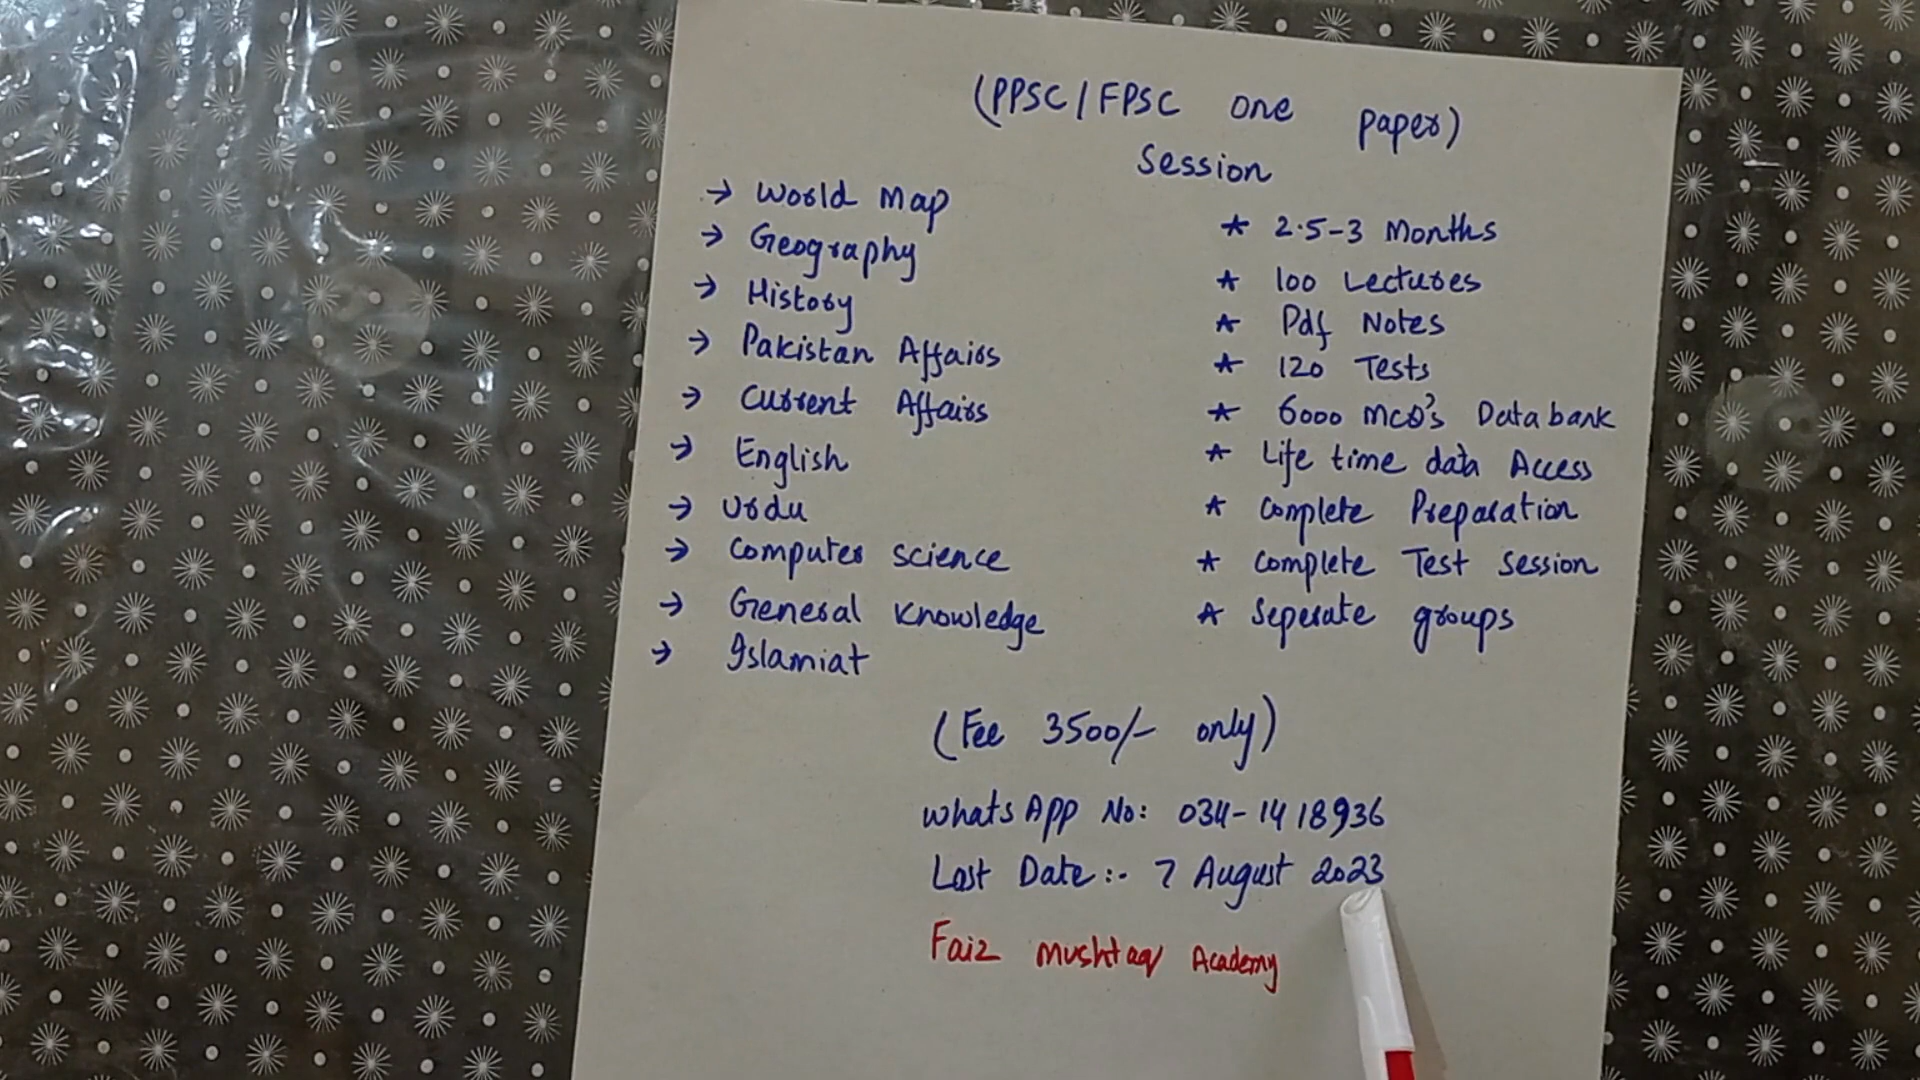 (PPSC/FPSC one paper)
Session
→ World Map
→ Geography
→ History
→ Pakistan Affairs
→ Current Affairs
→ English
→ Urdu
→ Computer science
→ General Knowledge
→ Islamiat
* 2.5-3 Months
* 100 Lectures
* Pdf Notes
* 120 Tests
* 6000 MCQ's Data bank
* Life time data Access
* Complete Preparation
* Complete Test Session
* Seperate groups
(Fee 3500/- only)
WhatsApp No: 034-1418936
Last Date:- 7 August 2023
Faiz Mushtaq Academy